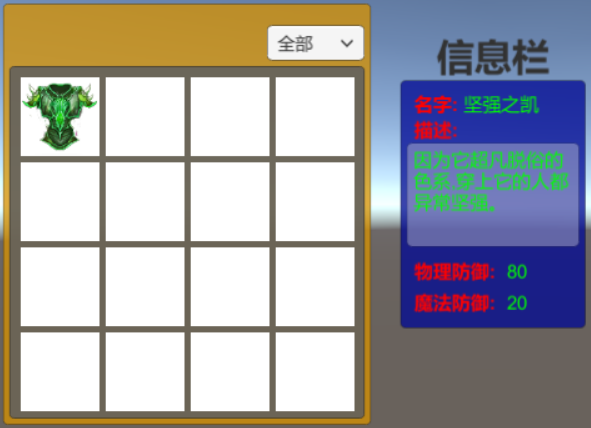 全部
信息栏
名字: 坚强之凯
描述:
因为它超凡脱俗的
色系,穿上它的人都
异常坚强。
物理防御: 80
魔法防御: 20